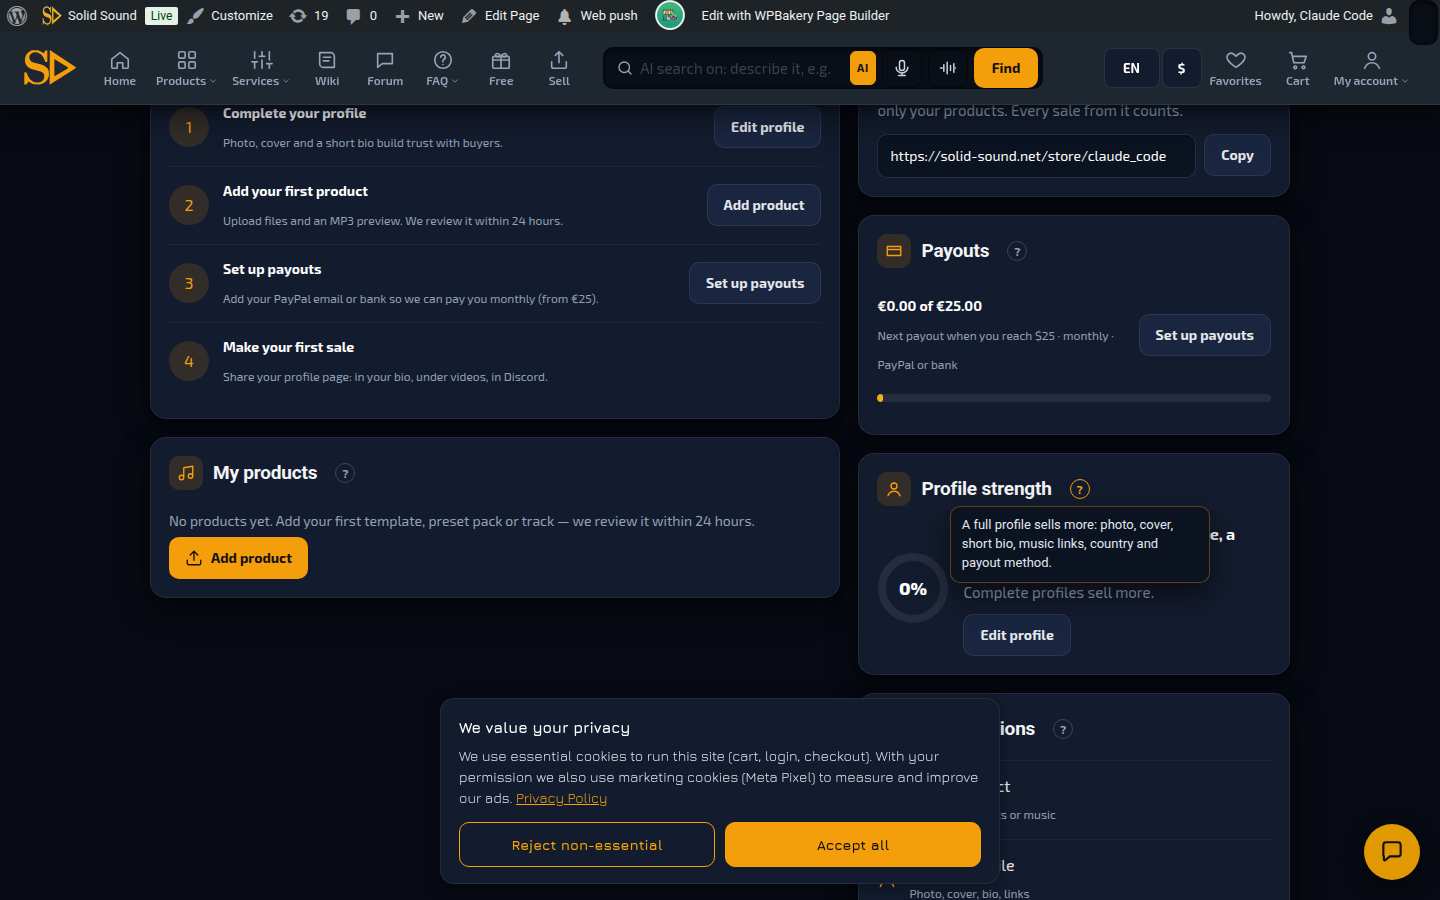 Solid Sound Live Customize 19 0 New Edit Page Web push Edit with WPBakery Page Builder Howdy, Claude Code
Home Products Services Wiki Forum FAQ Free Sell AI search on: describe it, e.g. AI Find EN $ Favorites Cart My account
Complete your profile
1
Photo, cover and a short bio build trust with buyers.
Edit profile
Add your first product
2
Upload files and an MP3 preview. We review it within 24 hours.
Add product
Set up payouts
3
Add your PayPal email or bank so we can pay you monthly (from €25).
Set up payouts
Make your first sale
4
Share your profile page: in your bio, under videos, in Discord.
My products ?
No products yet. Add your first template, preset pack or track — we review it within 24 hours.
Add product
only your products. Every sale from it counts.
https://solid-sound.net/store/claude_code Copy
Payouts ?
€0.00 of €25.00
Next payout when you reach $25 · monthly ·
PayPal or bank
Set up payouts
Profile strength ?
A full profile sells more: photo, cover,
short bio, music links, country and
payout method.
e, a
0%
Complete profiles sell more.
Edit profile
ions ?
ct
s or music
le
Photo, cover, bio, links
We value your privacy
We use essential cookies to run this site (cart, login, checkout). With your
permission we also use marketing cookies (Meta Pixel) to measure and improve
our ads. Privacy Policy
Reject non-essential Accept all